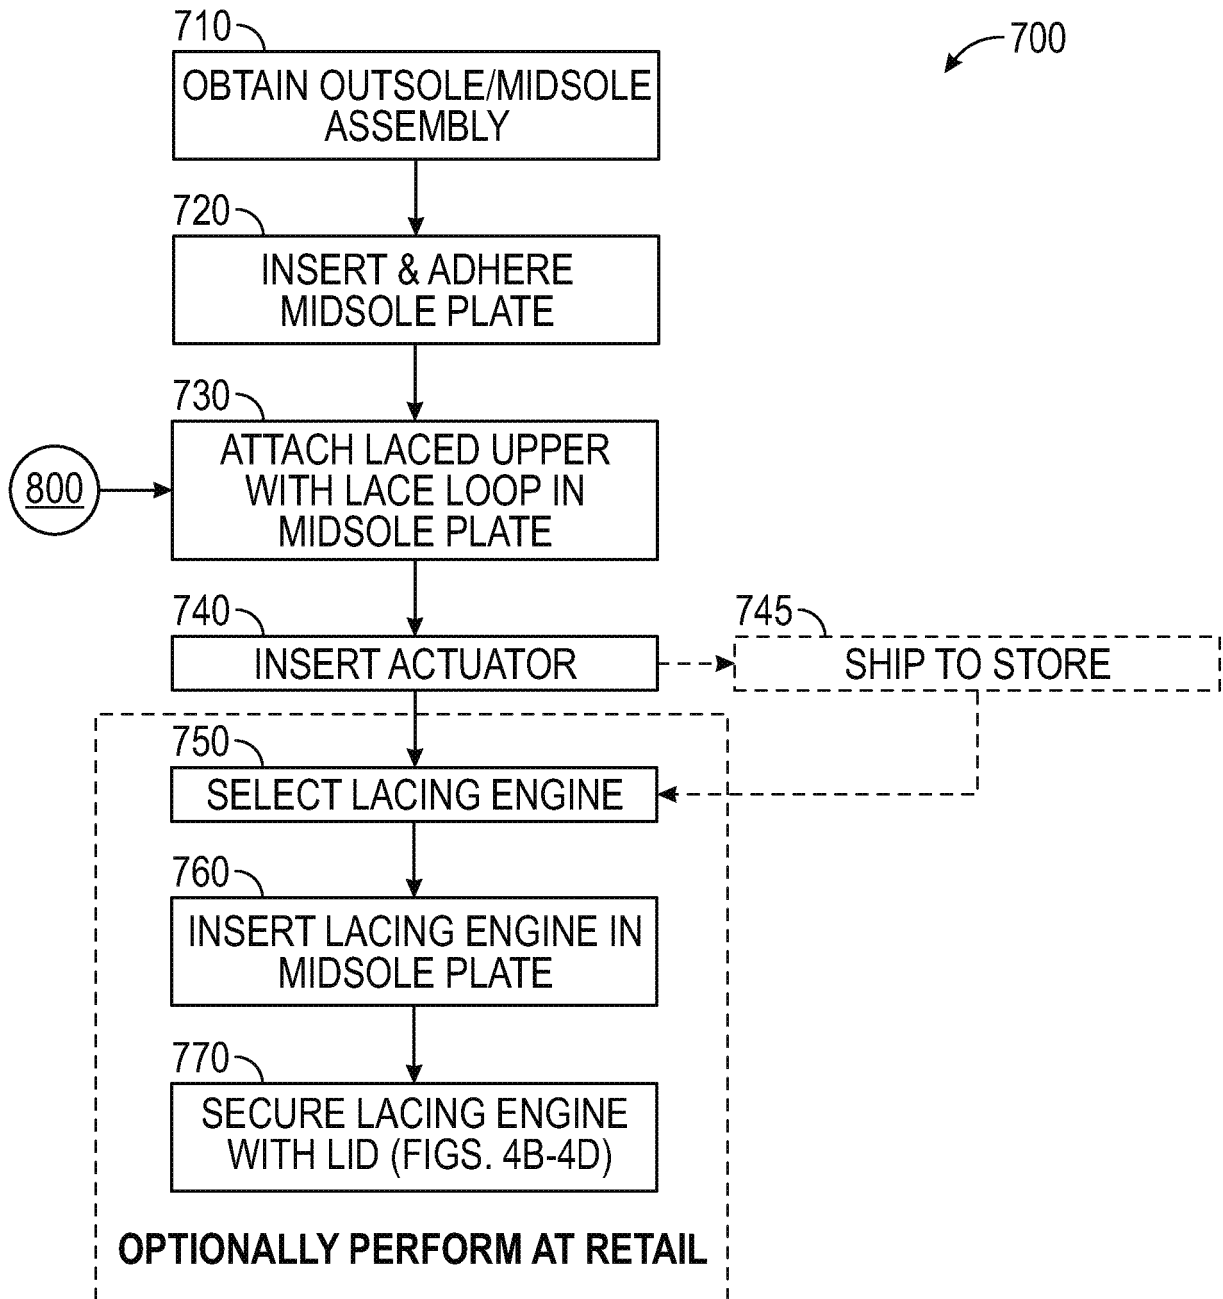 710
700
OBTAIN OUTSOLE/MIDSOLE
ASSEMBLY
720
INSERT & ADHERE
MIDSOLE PLATE
730
ATTACH LACED UPPER
WITH LACE LOOP IN
MIDSOLE PLATE
800
740
INSERT ACTUATOR
745
SHIP TO STORE
750
SELECT LACING ENGINE
760
INSERT LACING ENGINE IN
MIDSOLE PLATE
770
SECURE LACING ENGINE
WITH LID (FIGS. 4B-4D)
OPTIONALLY PERFORM AT RETAIL